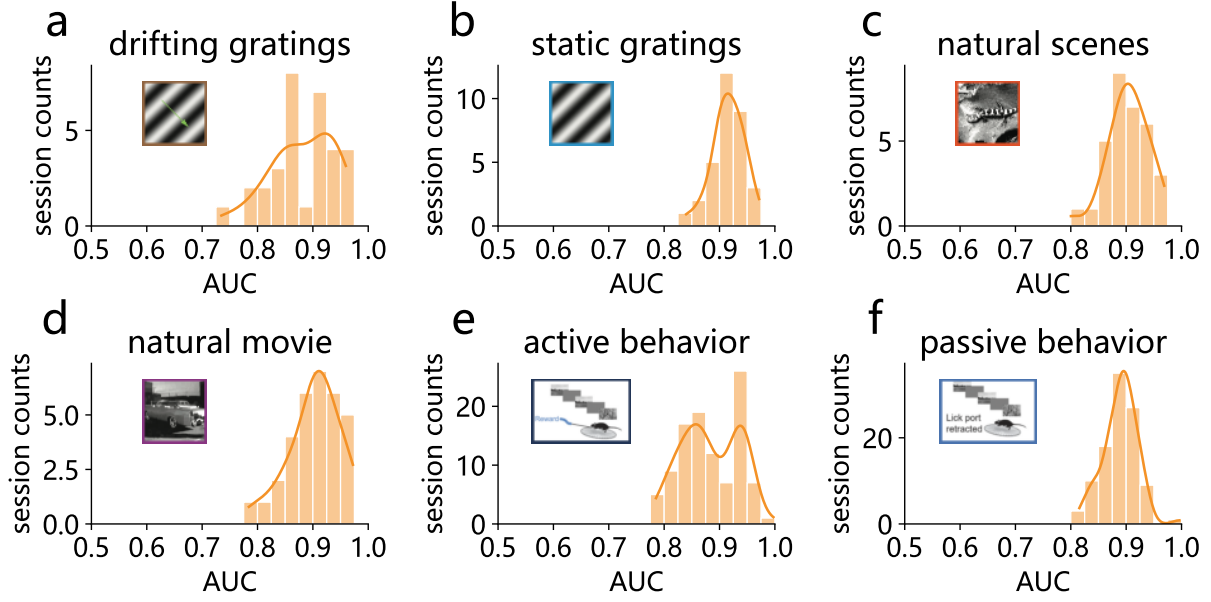 a
drifting gratings
session counts
5
0
0.5 0.6 0.7 0.8 0.9 1.0
AUC
b
static gratings
session counts
10
5
0
0.5 0.6 0.7 0.8 0.9 1.0
AUC
c
natural scenes
session counts
5
0
0.5 0.6 0.7 0.8 0.9 1.0
AUC
d
natural movie
session counts
5.0
2.5
0.0
0.5 0.6 0.7 0.8 0.9 1.0
AUC
e
active behavior
session counts
20
10
0
Reward
0.5 0.6 0.7 0.8 0.9 1.0
AUC
f
passive behavior
session counts
20
0
Lick port
retracted
0.5 0.6 0.7 0.8 0.9 1.0
AUC